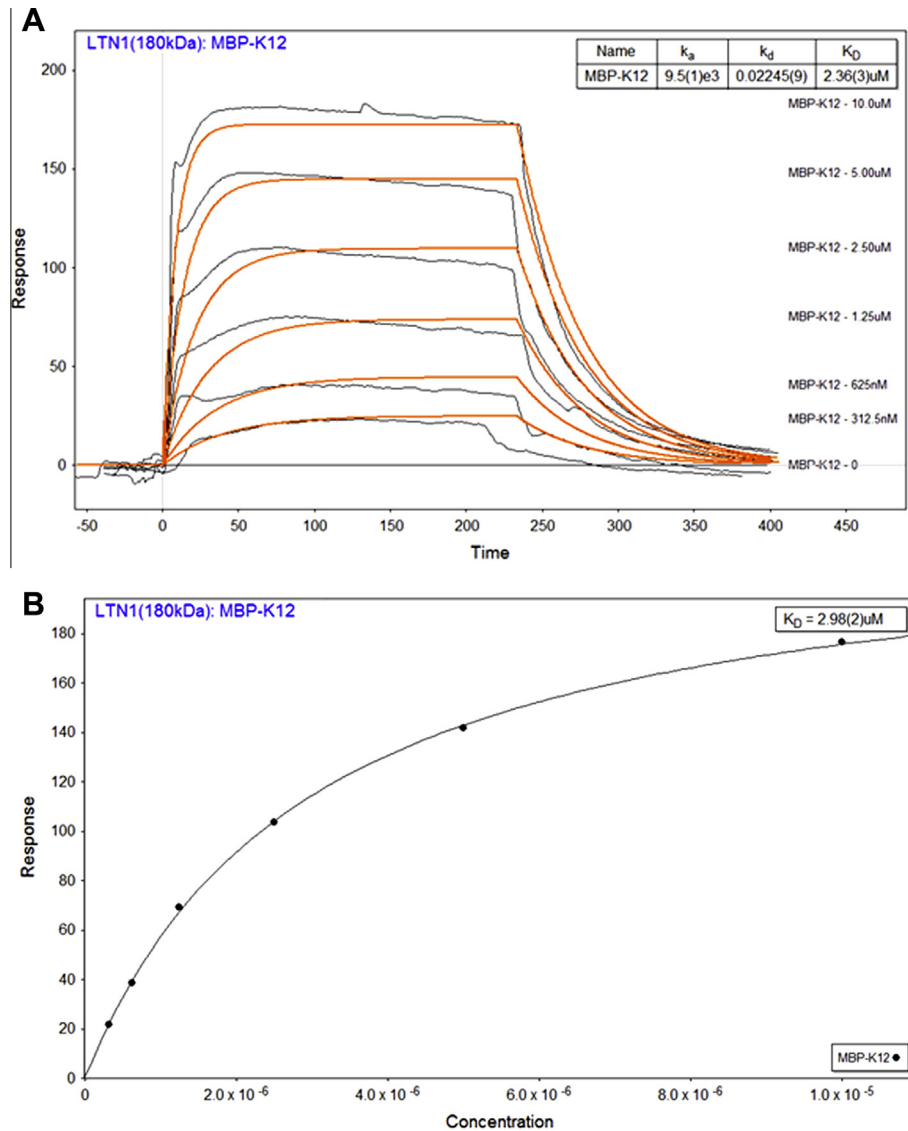 A
LTN1(180kDa): MBP-K12
Name ka kd KD
MBP-K12 9.5(1)e3 0.02245(9) 2.36(3)uM
200
150
100
50
0
Response
MBP-K12 - 10.0uM
MBP-K12 - 5.00uM
MBP-K12 - 2.50uM
MBP-K12 - 1.25uM
MBP-K12 - 625nM
MBP-K12 - 312.5nM
MBP-K12 - 0
-50 0 50 100 150 200 250 300 350 400 450
Time
B
LTN1(180kDa): MBP-K12
KD = 2.98(2)uM
180
160
140
120
100
80
60
40
20
0
Response
MBP-K12
0 2.0 x 10-6 4.0 x 10-6 6.0 x 10-6 8.0 x 10-6 1.0 x 10-5
Concentration